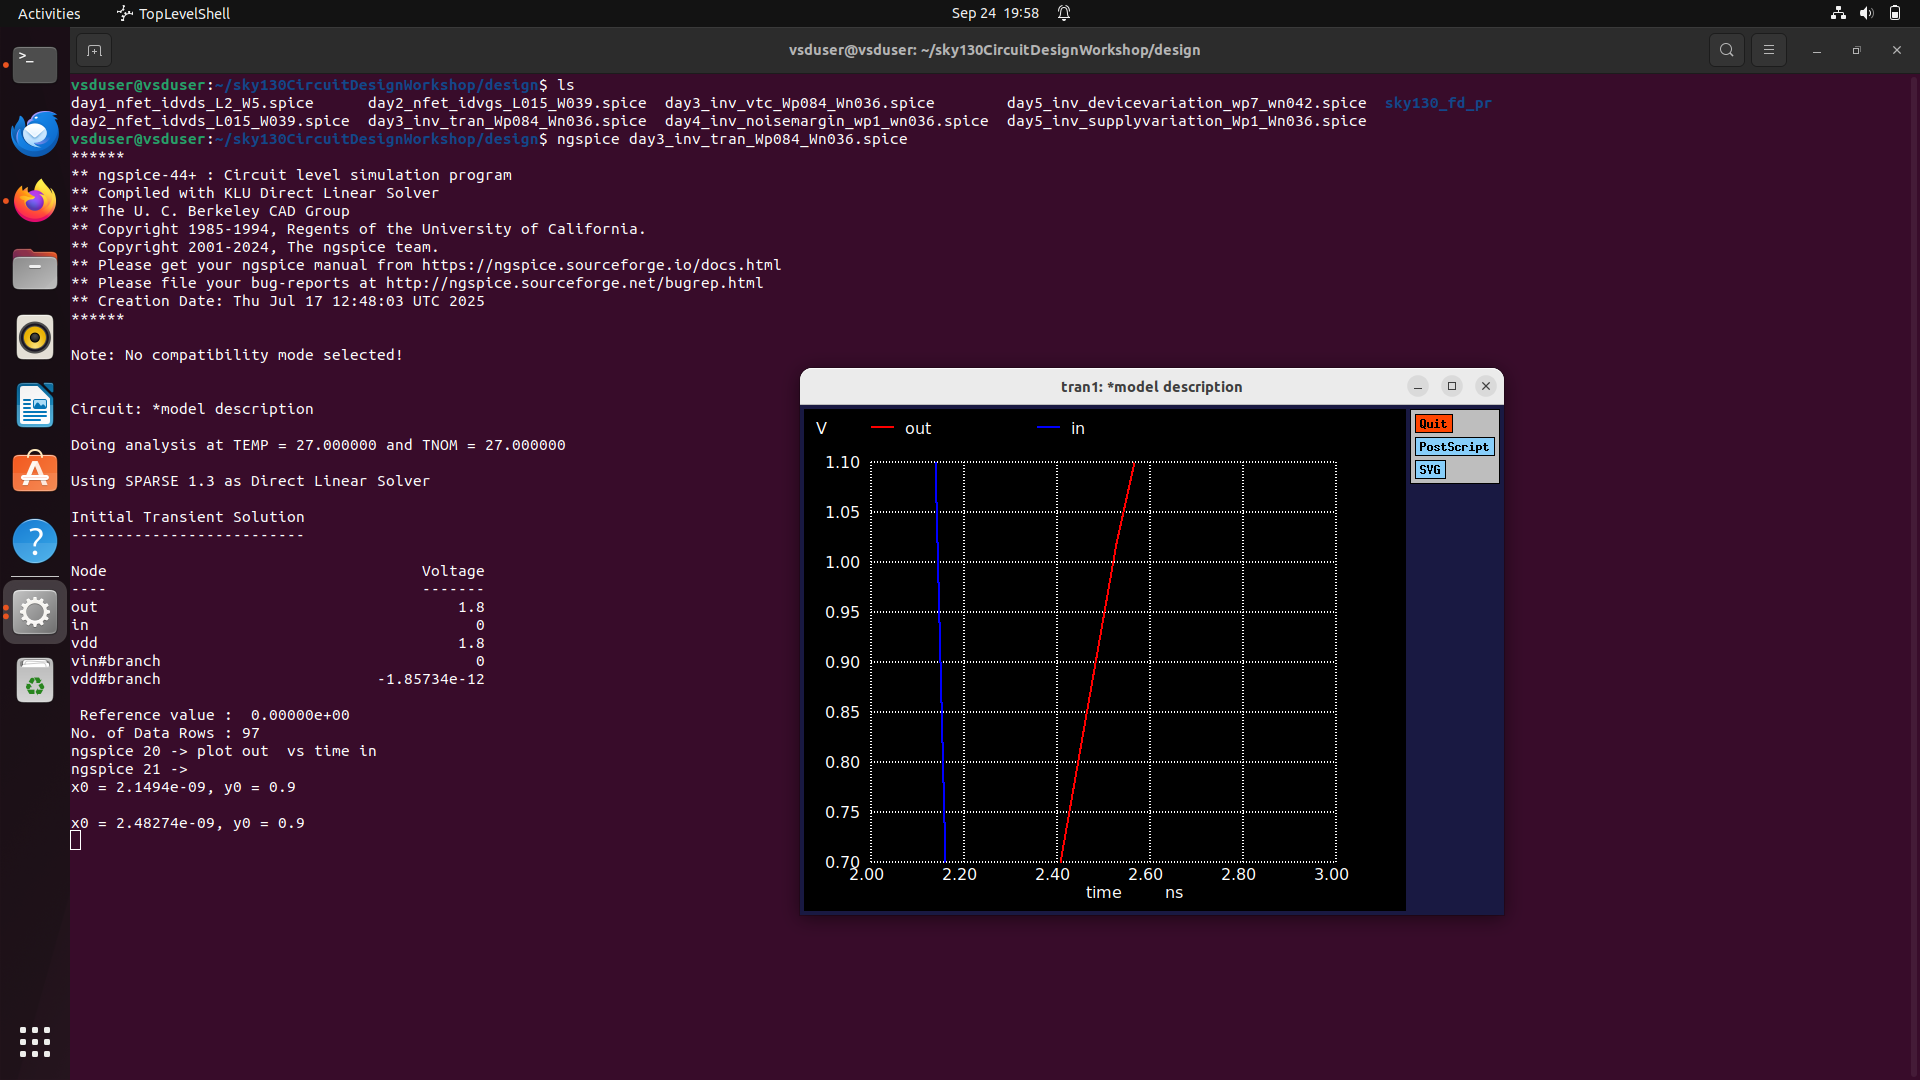 Activities TopLevelShell Sep 24 19:58
vsduser@vsduser: ~/sky130CircuitDesignWorkshop/design
vsduser@vsduser:~/sky130CircuitDesignWorkshop/design$ ls
day1_nfet_idvds_L2_W5.spice day2_nfet_idvgs_L015_W039.spice day3_inv_vtc_Wp084_Wn036.spice day5_inv_devicevariation_wp7_wn042.spice sky130_fd_pr
day2_nfet_idvds_L015_W039.spice day3_inv_tran_Wp084_Wn036.spice day4_inv_noisemargin_wp1_wn036.spice day5_inv_supplyvariation_Wp1_Wn036.spice
vsduser@vsduser:~/sky130CircuitDesignWorkshop/design$ ngspice day3_inv_tran_Wp084_Wn036.spice
******
** ngspice-44+ : Circuit level simulation program
** Compiled with KLU Direct Linear Solver
** The U. C. Berkeley CAD Group
** Copyright 1985-1994, Regents of the University of California.
** Copyright 2001-2024, The ngspice team.
** Please get your ngspice manual from https://ngspice.sourceforge.io/docs.html
** Please file your bug-reports at http://ngspice.sourceforge.net/bugrep.html
** Creation Date: Thu Jul 17 12:48:03 UTC 2025
******
Note: No compatibility mode selected!
Circuit: *model description
Doing analysis at TEMP = 27.000000 and TNOM = 27.000000
Using SPARSE 1.3 as Direct Linear Solver
Initial Transient Solution
--------------------------
Node Voltage
---- -------
out 1.8
in 0
vdd 1.8
vin#branch 0
vdd#branch -1.85734e-12
Reference value : 0.00000e+00
No. of Data Rows : 97
ngspice 20 -> plot out vs time in
ngspice 21 ->
x0 = 2.1494e-09, y0 = 0.9
x0 = 2.48274e-09, y0 = 0.9
tran1: *model description
V out in
Quit
PostScript
SVG
1.10
1.05
1.00
0.95
0.90
0.85
0.80
0.75
0.70
2.00 2.20 2.40 2.60 2.80 3.00
time ns